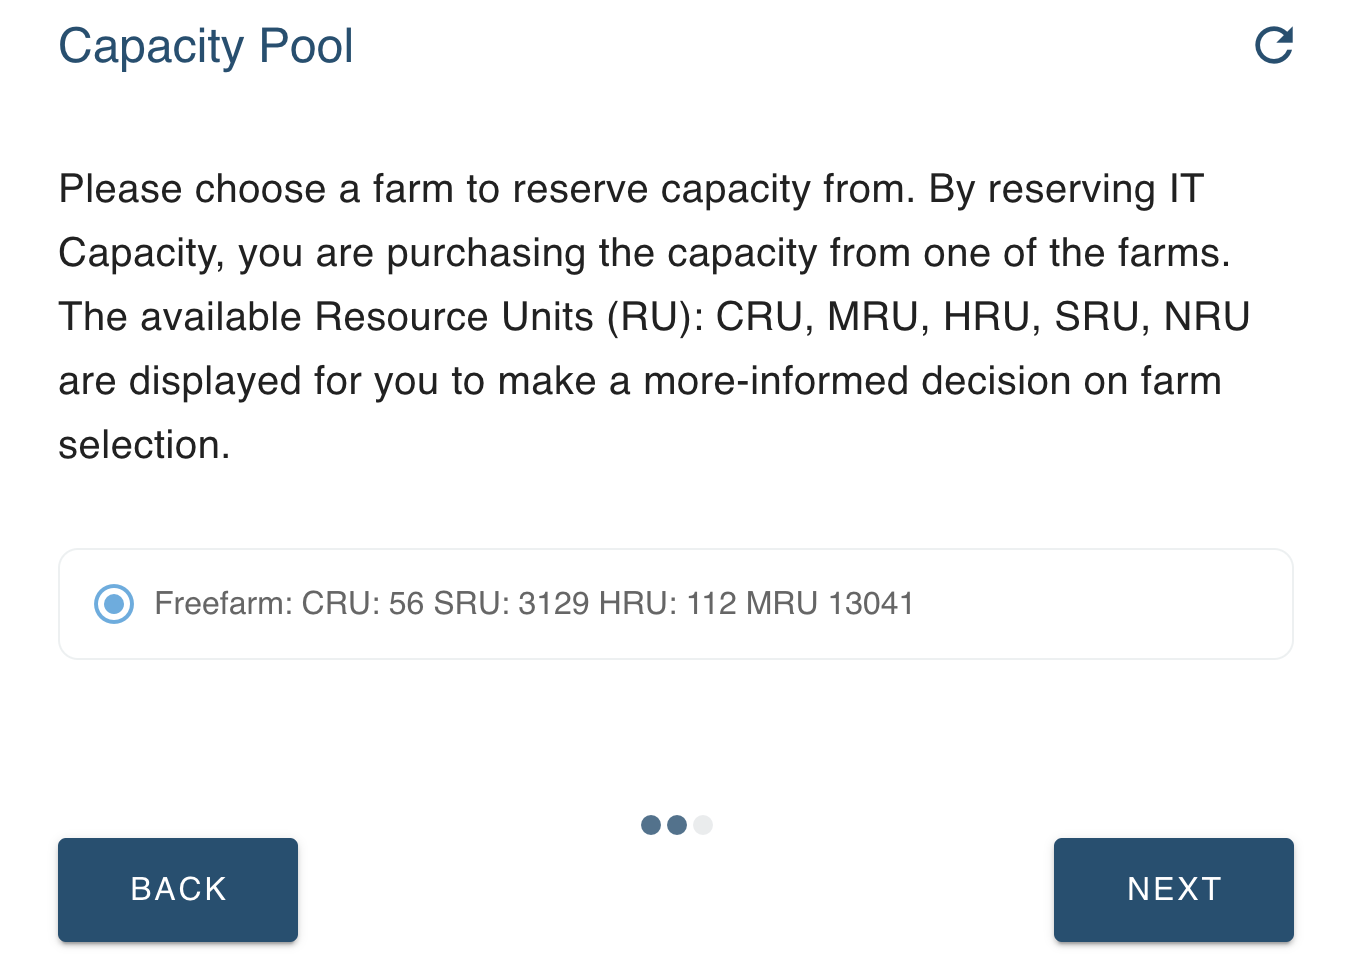 Capacity Pool
Please choose a farm to reserve capacity from. By reserving IT
Capacity, you are purchasing the capacity from one of the farms.
The available Resource Units (RU): CRU, MRU, HRU, SRU, NRU
are displayed for you to make a more-informed decision on farm
selection.
Freefarm: CRU: 56 SRU: 3129 HRU: 112 MRU 13041
BACK
NEXT